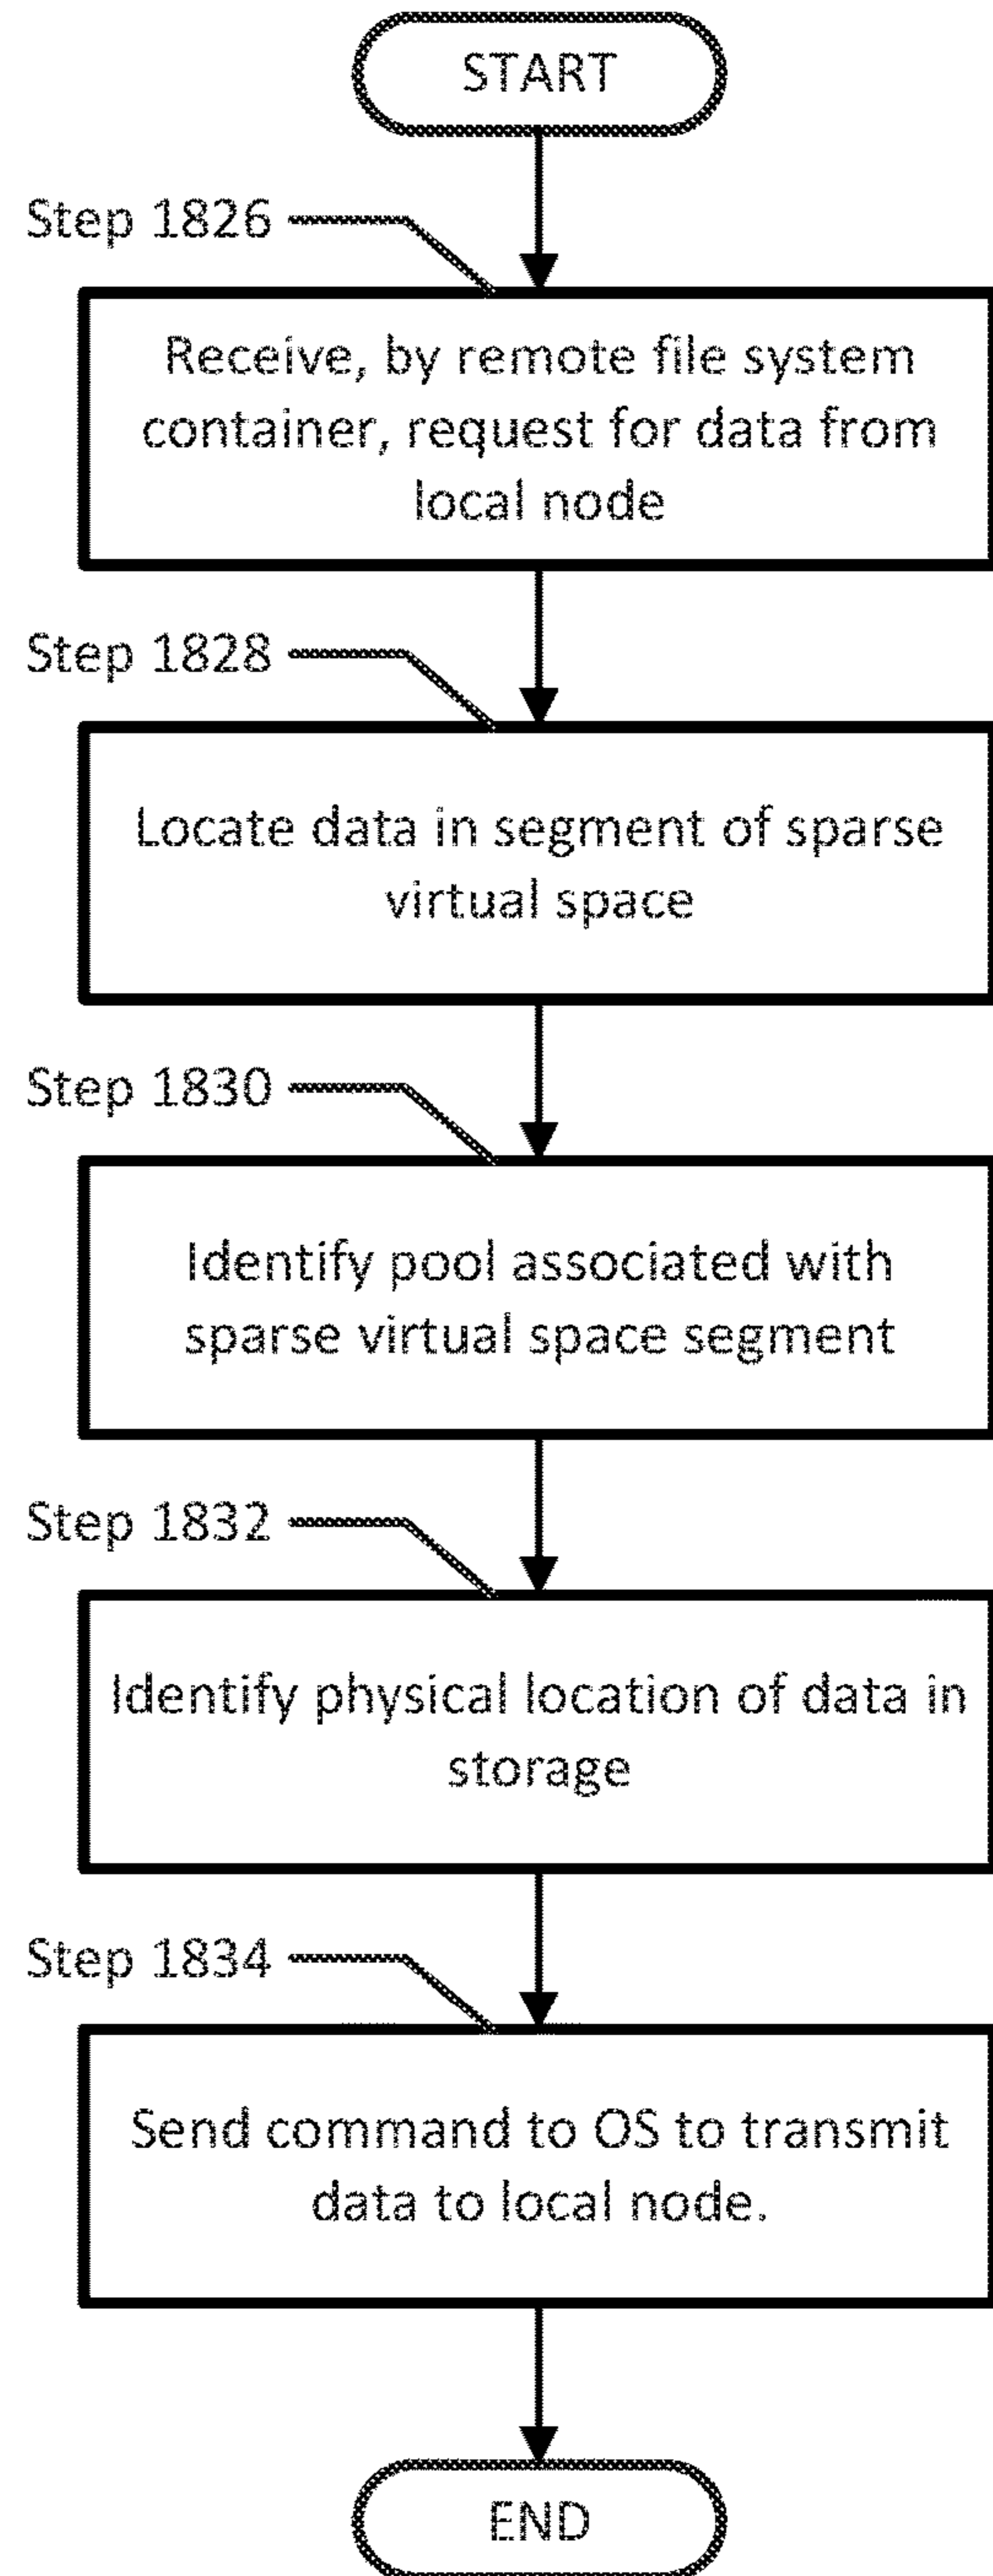 START
Step 1826
Receive, by remote file system
container, request for data from
local node
Step 1828
Locate data in segment of sparse
virtual space
Step 1830
Identify pool associated with
sparse virtual space segment
Step 1832
Identify physical location of data in
storage
Step 1834
Send command to OS to transmit
data to local node.
END